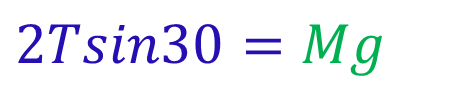 2Tsin30 = Mg